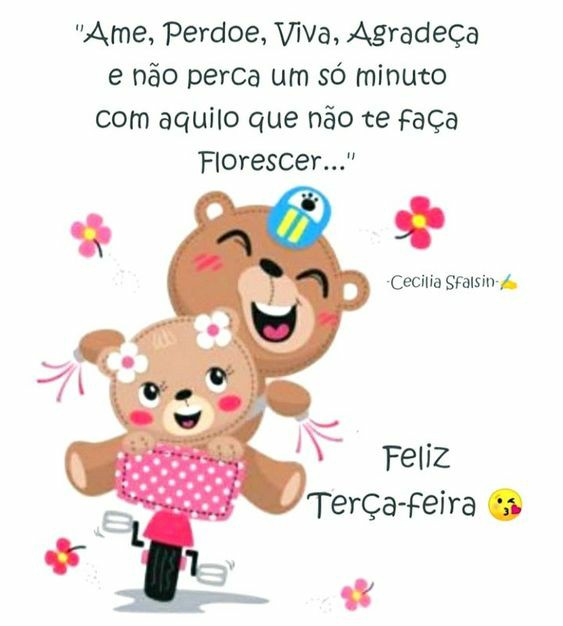 "Ame, Perdoe, Viva, Agradeça
e não perca um só minuto
com aquilo que não te faça
Florescer..."
-Cecilia Sfalsin-✍
Feliz
Terça-feira 😘